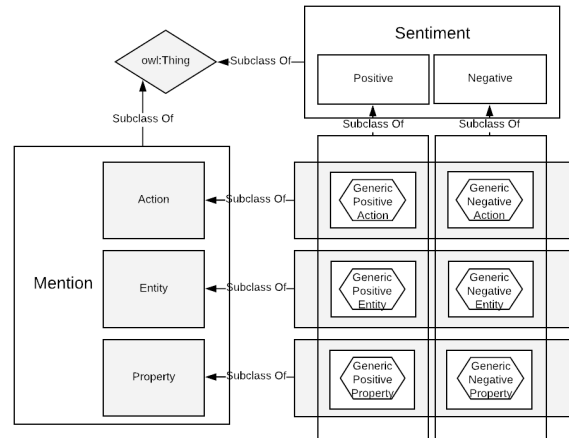 Sentiment
owl:Thing
Subclass Of
Positive
Negative
Subclass Of
Subclass Of
Subclass Of
Mention
Action
Subclass Of
Generic
Positive
Action
Generic
Negative
Action
Entity
Subclass Of
Generic
Positive
Entity
Generic
Negative
Entity
Property
Subclass Of
Generic
Positive
Property
Generic
Negative
Property